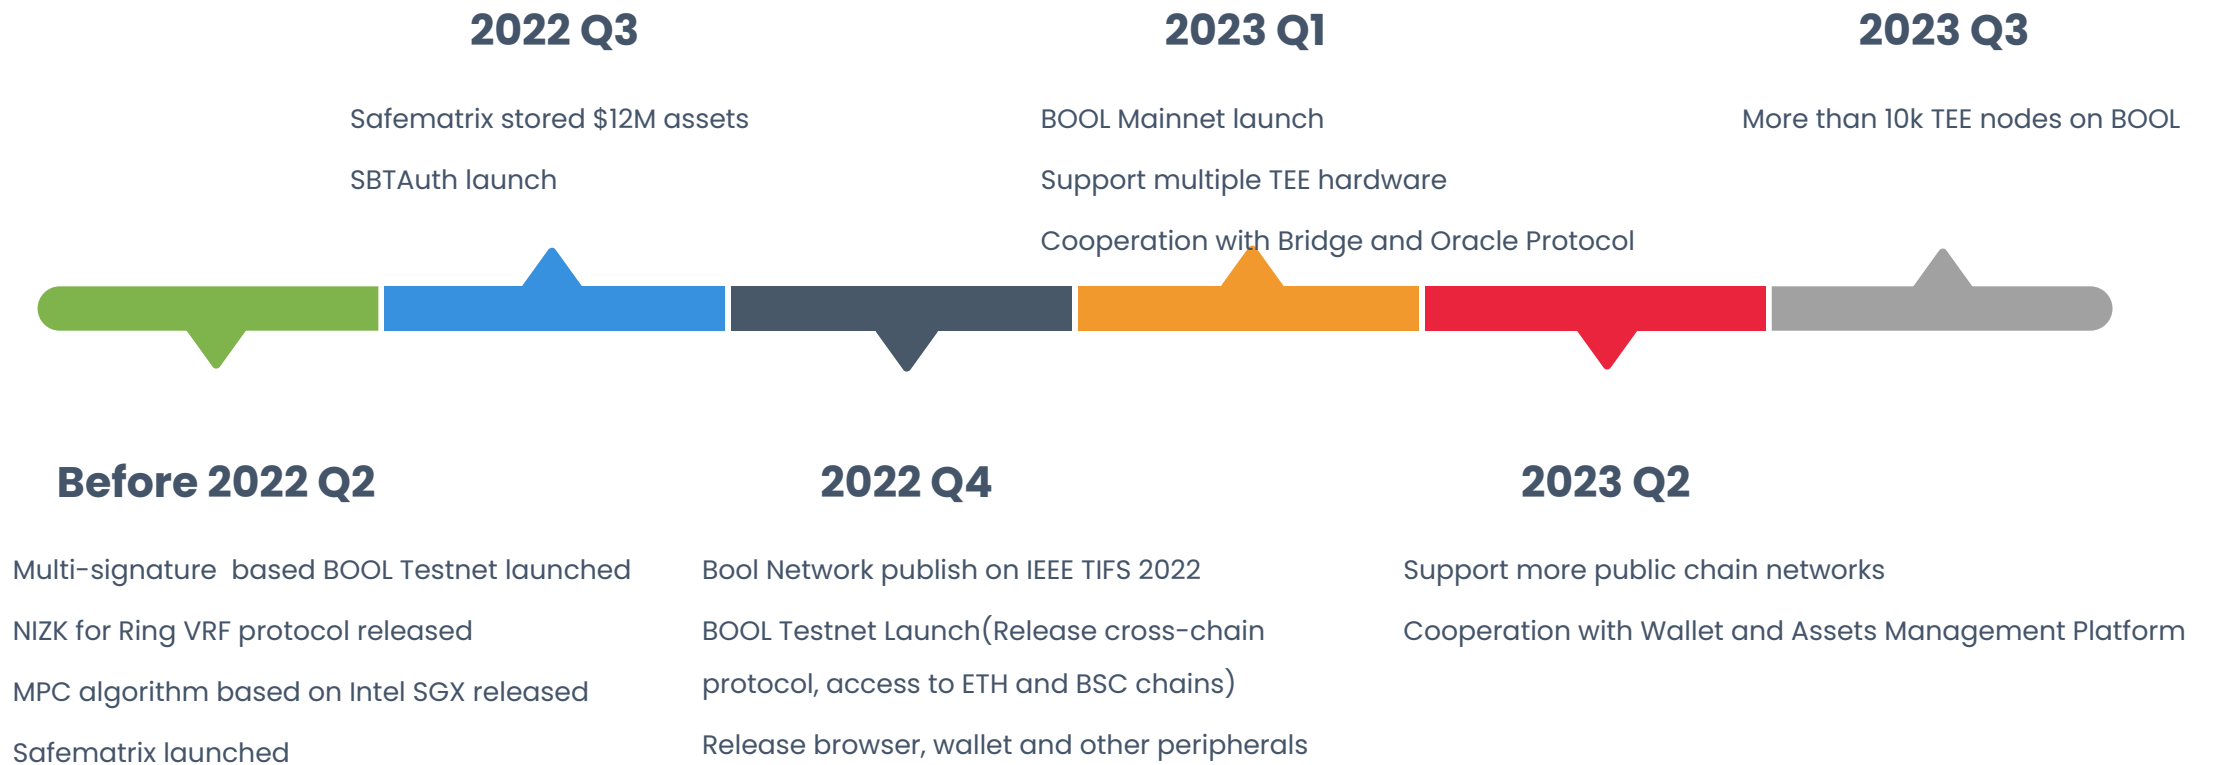 2022 Q3
Safematrix stored $12M assets
SBTAuth launch
2023 Q1
BOOL Mainnet launch
Support multiple TEE hardware
Cooperation with Bridge and Oracle Protocol
2023 Q3
More than 10k TEE nodes on BOOL
Before 2022 Q2
Multi-signature  based BOOL Testnet launched
NIZK for Ring VRF protocol released
MPC algorithm based on Intel SGX released
Safematrix launched
2022 Q4
Bool Network publish on IEEE TIFS 2022
BOOL Testnet Launch(Release cross-chain
protocol, access to ETH and BSC chains)
Release browser, wallet and other peripherals
2023 Q2
Support more public chain networks
Cooperation with Wallet and Assets Management Platform